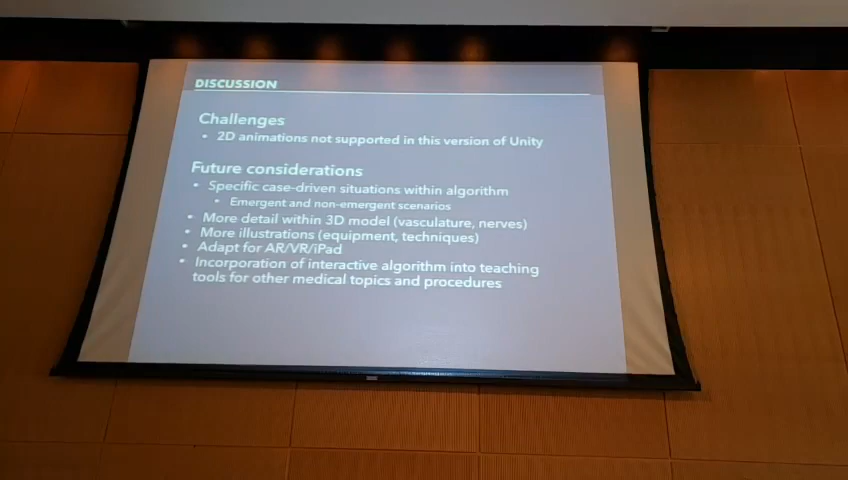 DISCUSSION
Challenges
• 2D animations not supported in this version of Unity
Future considerations
• Specific case-driven situations within algorithm
• Emergent and non-emergent scenarios
• More detail within 3D model (vasculature, nerves)
• More illustrations (equipment, techniques)
• Adapt for AR/VR/iPad
• Incorporation of interactive algorithm into teaching
tools for other medical topics and procedures